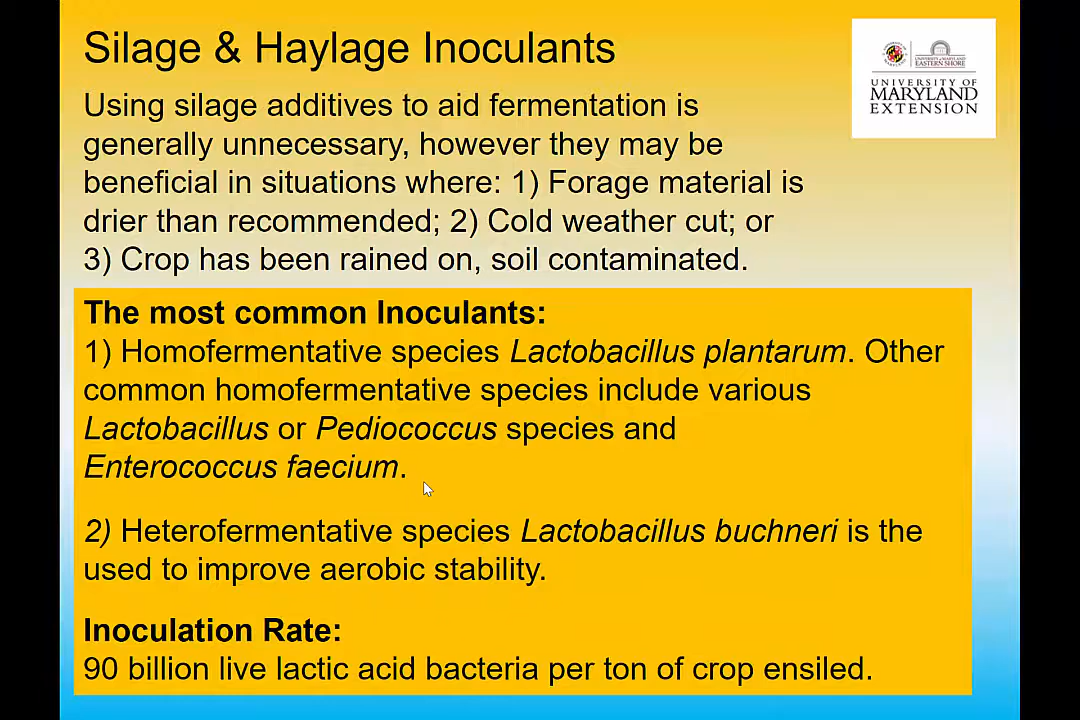 Silage & Haylage Inoculants
UNIVERSITY OF
MARYLAND
EXTENSION
Using silage additives to aid fermentation is
generally unnecessary, however they may be
beneficial in situations where: 1) Forage material is
drier than recommended; 2) Cold weather cut; or
3) Crop has been rained on, soil contaminated.
The most common Inoculants:
1) Homofermentative species Lactobacillus plantarum. Other
common homofermentative species include various
Lactobacillus or Pediococcus species and
Enterococcus faecium.
2) Heterofermentative species Lactobacillus buchneri is the
used to improve aerobic stability.
Inoculation Rate:
90 billion live lactic acid bacteria per ton of crop ensiled.